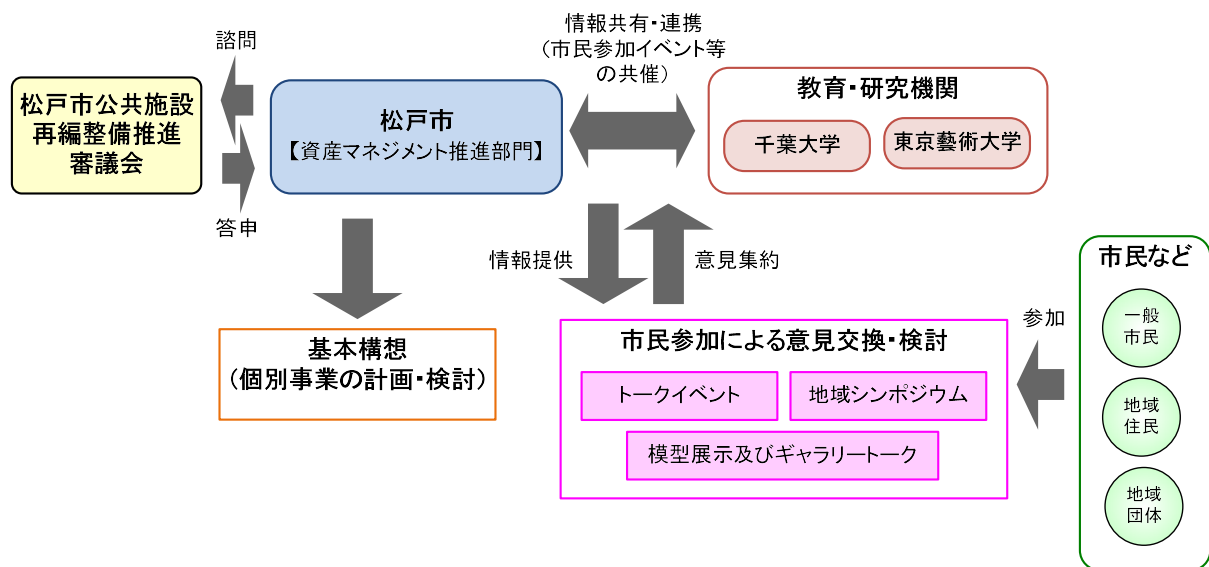 諮問
松戸市公共施設
再編整備推進
審議会
答申
松戸市
【資産マネジメント推進部門】
情報共有・連携
（市民参加イベント等
の共催）
教育・研究機関
千葉大学
東京藝術大学
情報提供
意見集約
基本構想
（個別事業の計画・検討）
市民参加による意見交換・検討
トークイベント
地域シンポジウム
模型展示及びギャラリートーク
参加
市民など
一般
市民
地域
住民
地域
団体